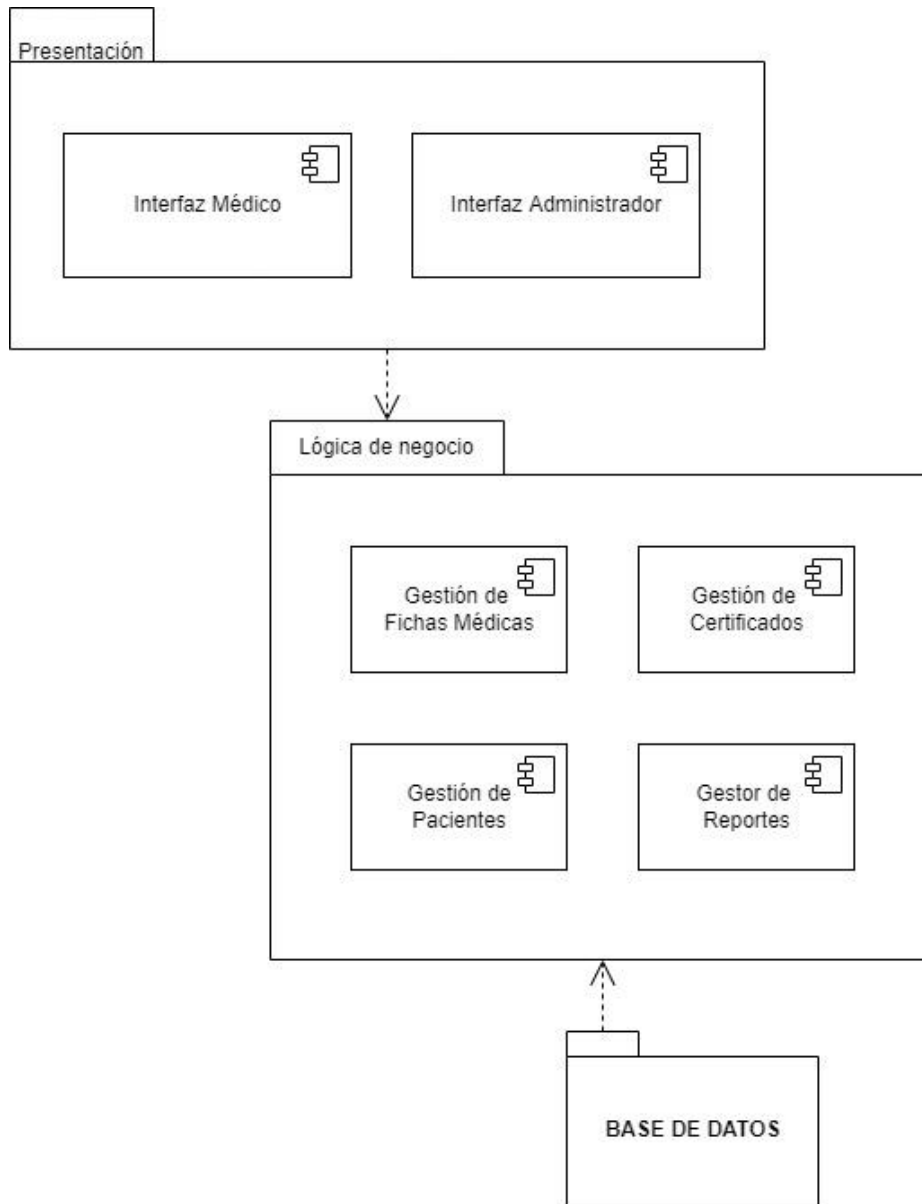 Presentación
Interfaz Médico
Interfaz Administrador
Lógica de negocio
Gestión de
Fichas Médicas
Gestión de
Certificados
Gestión de
Pacientes
Gestor de
Reportes
BASE DE DATOS